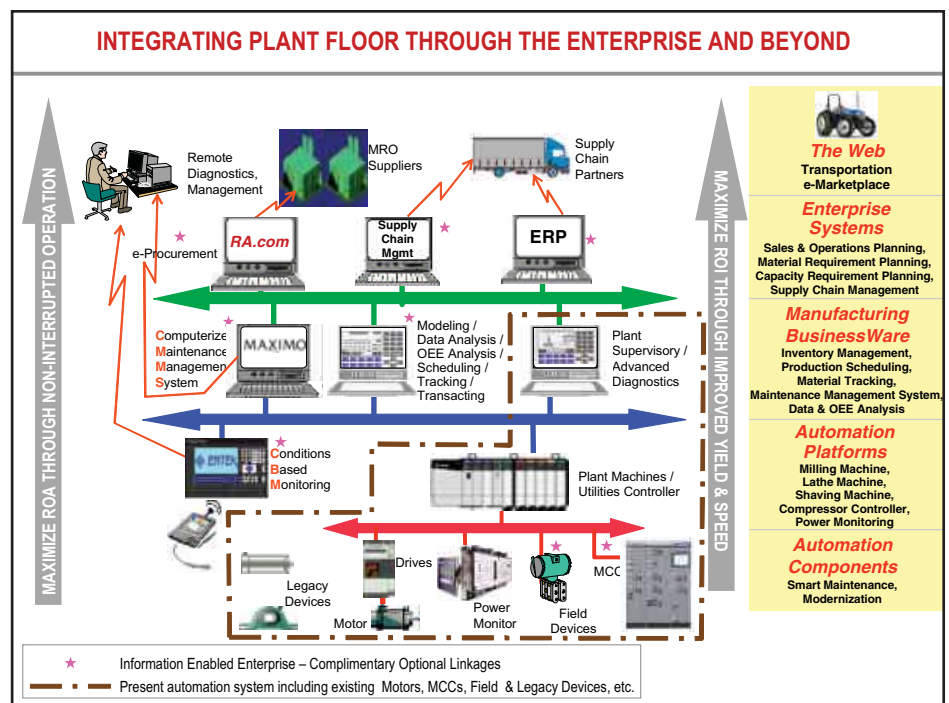 INTEGRATING PLANT FLOOR THROUGH THE ENTERPRISE AND BEYOND
MAXIMIZE ROA THROUGH NON-INTERRUPTED OPERATION
Remote
Diagnostics,
Management
MRO
Suppliers
Supply
Chain
Partners
e-Procurement
RA.com
Supply
Chain
Mgmt
ERP
Computerize
Maintenance
Management
System
MAXIMO
Modeling /
Data Analysis /
OEE Analysis /
Scheduling /
Tracking /
Transacting
Plant
Supervisory /
Advanced
Diagnostics
ENTEK
Conditions
Based
Monitoring
Plant Machines /
Utilities Controller
Legacy
Devices
Drives
Motor
Power
Monitor
Field
Devices
MCC
MAXIMIZE ROI THROUGH IMPROVED YIELD & SPEED
The Web
Transportation
e-Marketplace
Enterprise
Systems
Sales & Operations Planning,
Material Requirement Planning,
Capacity Requirement Planning,
Supply Chain Management
Manufacturing
BusinessWare
Inventory Management,
Production Scheduling,
Material Tracking,
Maintenance Management System,
Data & OEE Analysis
Automation
Platforms
Milling Machine,
Lathe Machine,
Shaving Machine,
Compressor Controller,
Power Monitoring
Automation
Components
Smart Maintenance,
Modernization
Information Enabled Enterprise – Complimentary Optional Linkages
Present automation system including existing Motors, MCCs, Field & Legacy Devices, etc.